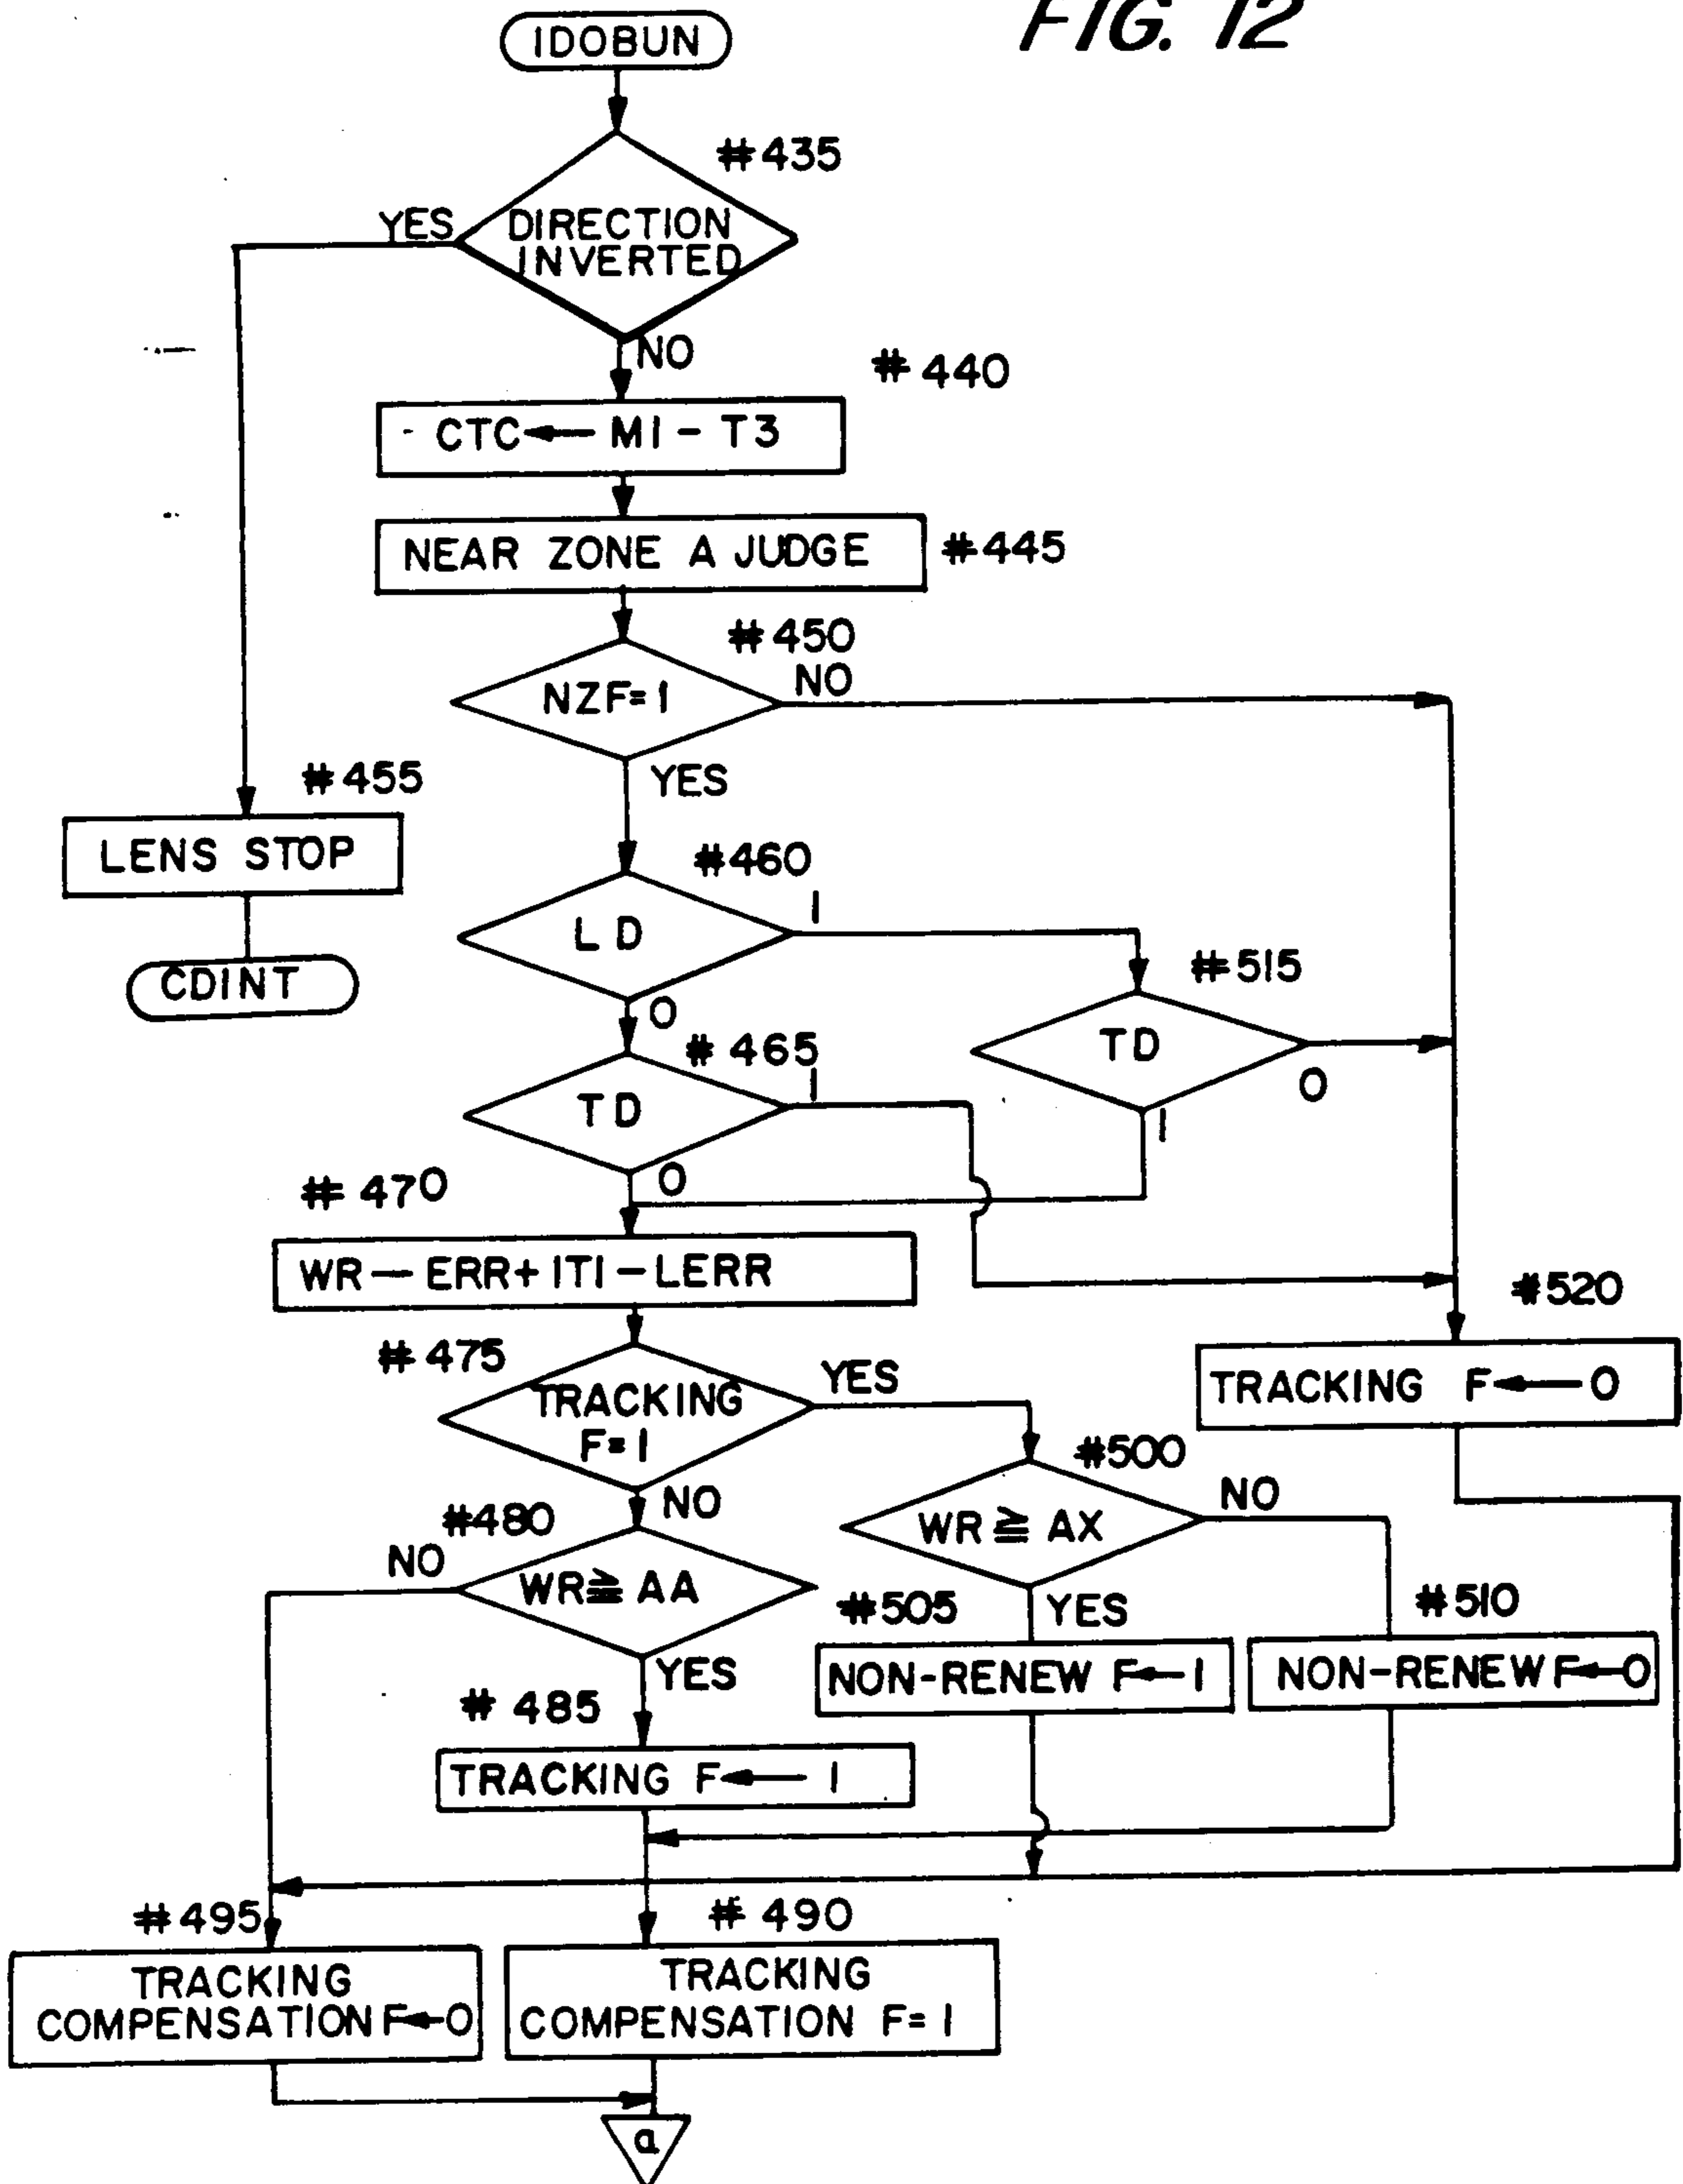 FIG. 12
IDOBUN
#435
YES
DIRECTION
INVERTED
NO
#440
CTC ← MI - T3
NEAR ZONE A JUDGE
#445
#450
NZF=1
NO
YES
#455
LENS STOP
CDINT
#460
LD
1
0
#515
TD
0
1
#465
TD
1
0
#470
WR — ERR + ITI - LERR
#475
TRACKING
F=1
YES
NO
#520
TRACKING F ← 0
#500
WR ≧ AX
NO
YES
#480
NO
WR ≧ AA
YES
#505
NON-RENEW F ← 1
#510
NON-RENEW F ← 0
#485
TRACKING F ← 1
#495
TRACKING
COMPENSATION F ← 0
#490
TRACKING
COMPENSATION F = 1
a